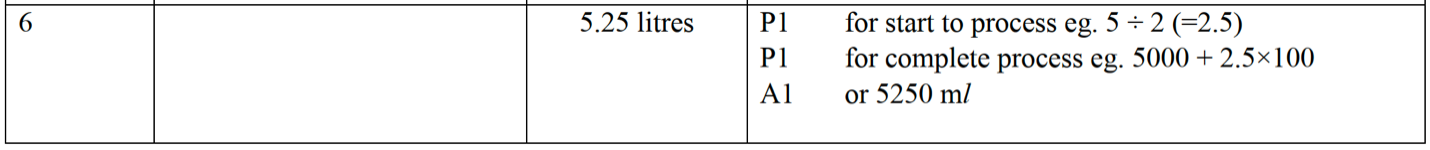 6 5.25 litres P1 for start to process eg. 5 ÷ 2 (=2.5)
P1 for complete process eg. 5000 + 2.5×100
A1 or 5250 ml